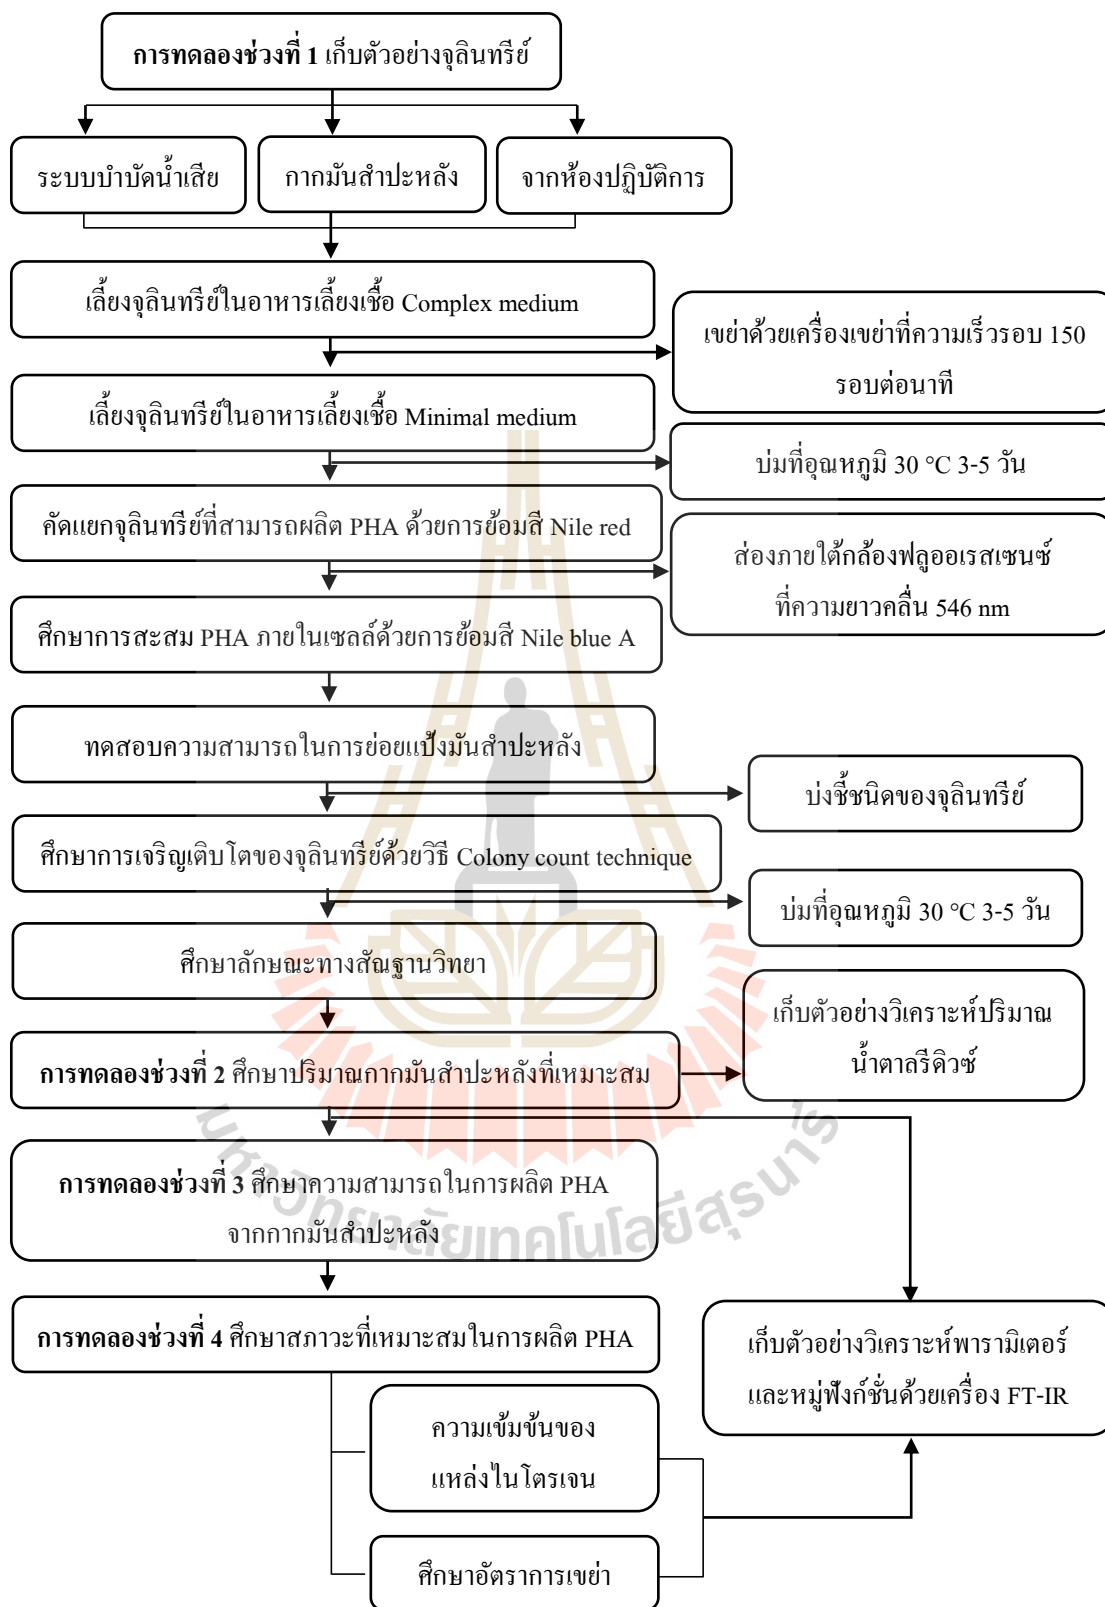 การทดลองช่วงที่ 1 เก็บตัวอย่างจุลินทรีย์
ระบบบำบัดน้ำเสีย
กากมันสำปะหลัง
จากห้องปฏิบัติการ
เลี้ยงจุลินทรีย์ในอาหารเลี้ยงเชื้อ Complex medium
เขย่าด้วยเครื่องเขย่าที่ความเร็วรอบ 150
รอบต่อนาที
เลี้ยงจุลินทรีย์ในอาหารเลี้ยงเชื้อ Minimal medium
บ่มที่อุณหภูมิ 30 °C 3-5 วัน
คัดแยกจุลินทรีย์ที่สามารถผลิต PHA ด้วยการย้อมสี Nile red
ส่องภายใต้กล้องฟลูออเรสเซนซ์
ที่ความยาวคลื่น 546 nm
ศึกษาการสะสม PHA ภายในเซลล์ด้วยการย้อมสี Nile blue A
ทดสอบความสามารถในการย่อยแป้งมันสำปะหลัง
บ่งชี้ชนิดของจุลินทรีย์
ศึกษาการเจริญเติบโตของจุลินทรีย์ด้วยวิธี Colony count technique
บ่มที่อุณหภูมิ 30 °C 3-5 วัน
ศึกษาลักษณะทางสัณฐานวิทยา
เก็บตัวอย่างวิเคราะห์ปริมาณ
น้ำตาลรีดิวซ์
การทดลองช่วงที่ 2 ศึกษาปริมาณกากมันสำปะหลังที่เหมาะสม
การทดลองช่วงที่ 3 ศึกษาความสามารถในการผลิต PHA
จากกากมันสำปะหลัง
มหาวิทยาลัยเทคโนโลยีสุรนารี
การทดลองช่วงที่ 4 ศึกษาสภาวะที่เหมาะสมในการผลิต PHA
เก็บตัวอย่างวิเคราะห์พารามิเตอร์
และหมู่ฟังก์ชั่นด้วยเครื่อง FT-IR
ความเข้มข้นของ
แหล่งไนโตรเจน
ศึกษาอัตราการเขย่า